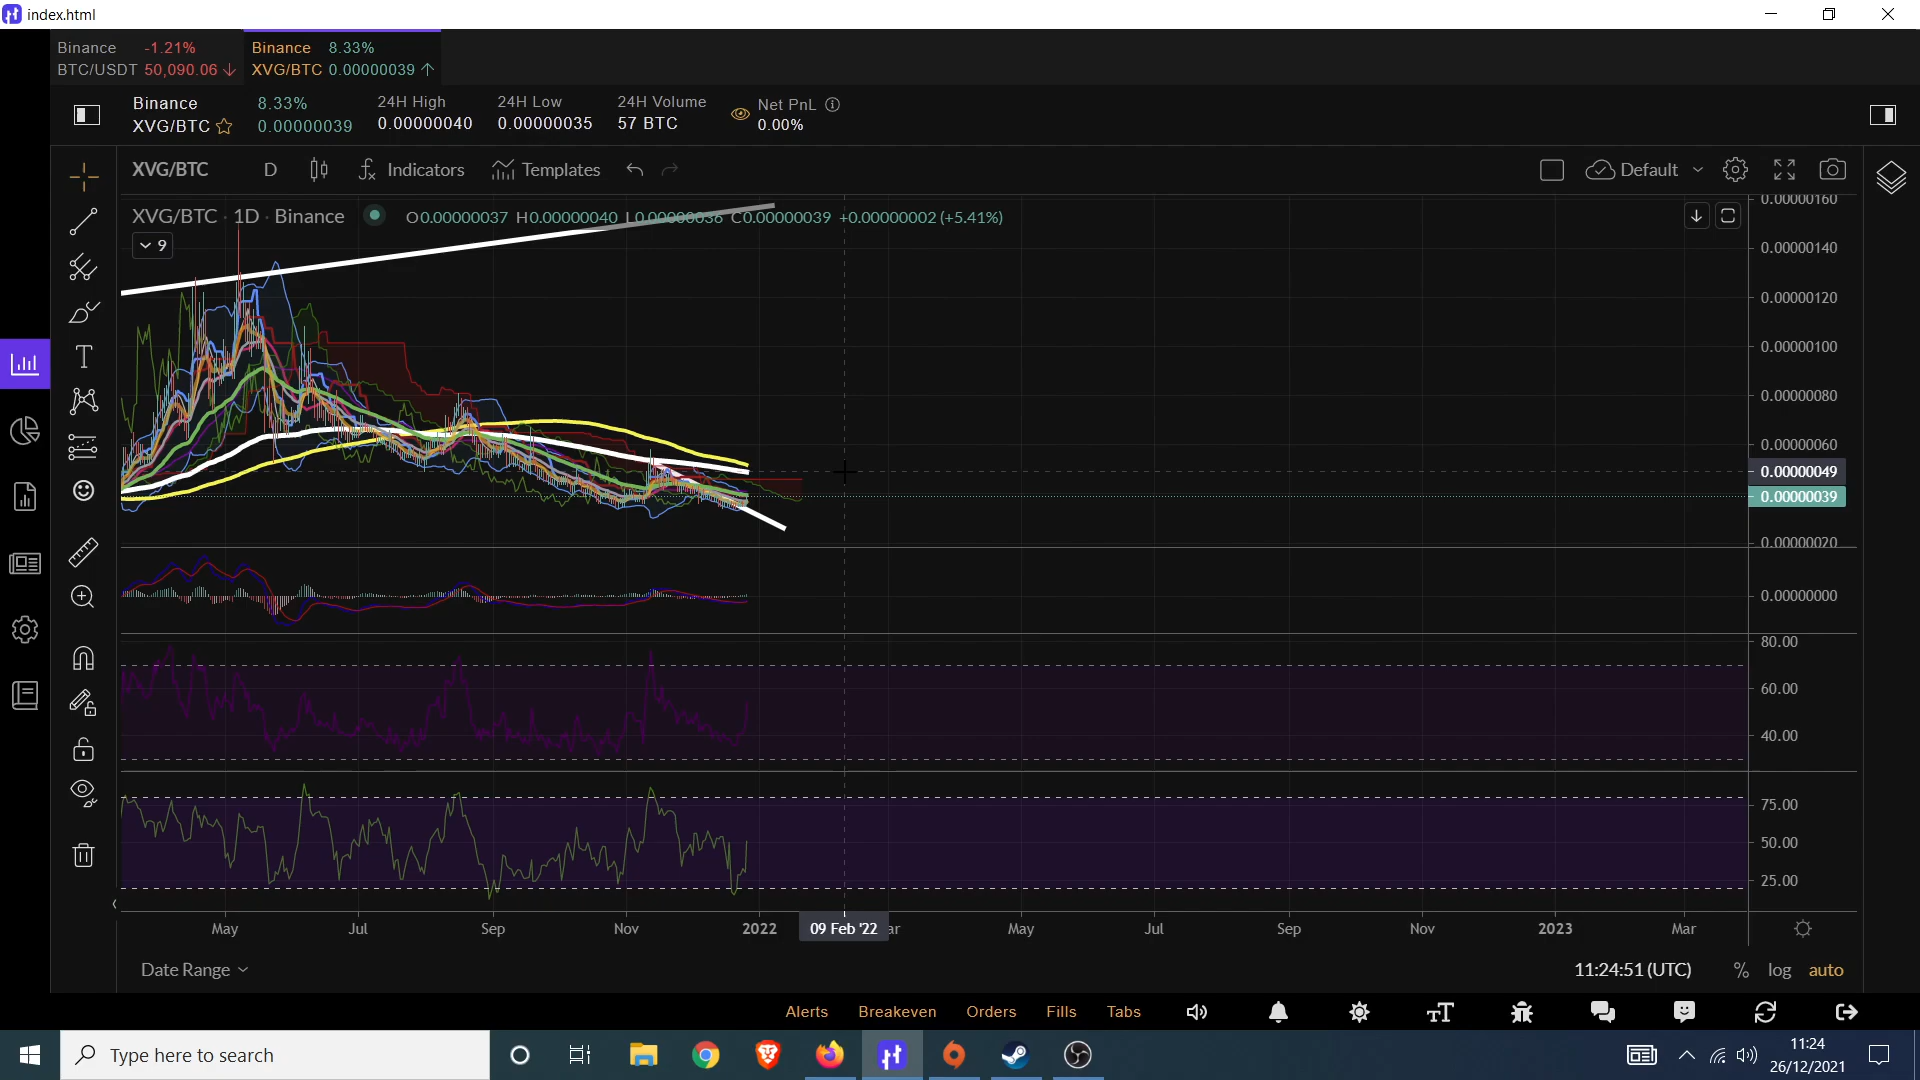 index.html
Binance -1.21%
BTC/USDT 50,090.06
Binance 8.33%
XVG/BTC 0.00000039
Binance
XVG/BTC
8.33%
0.00000039
24H High
0.00000040
24H Low
0.00000035
24H Volume
57 BTC
Net PnL
0.00%
XVG/BTC D Indicators Templates Default
XVG/BTC · 1D · Binance O0.00000037 H0.00000040 L0.00000036 C0.00000039 +0.00000002 (+5.41%)
9
0.00000160
0.00000140
0.00000120
0.00000100
0.00000080
0.00000060
0.00000049
0.00000039
0.00000020
0.00000000
80.00
60.00
40.00
75.00
50.00
25.00
May Jul Sep Nov 2022 09 Feb '22 ar May Jul Sep Nov 2023 Mar
Date Range 11:24:51 (UTC) % log auto
Alerts Breakeven Orders Fills Tabs
Type here to search
11:24
26/12/2021